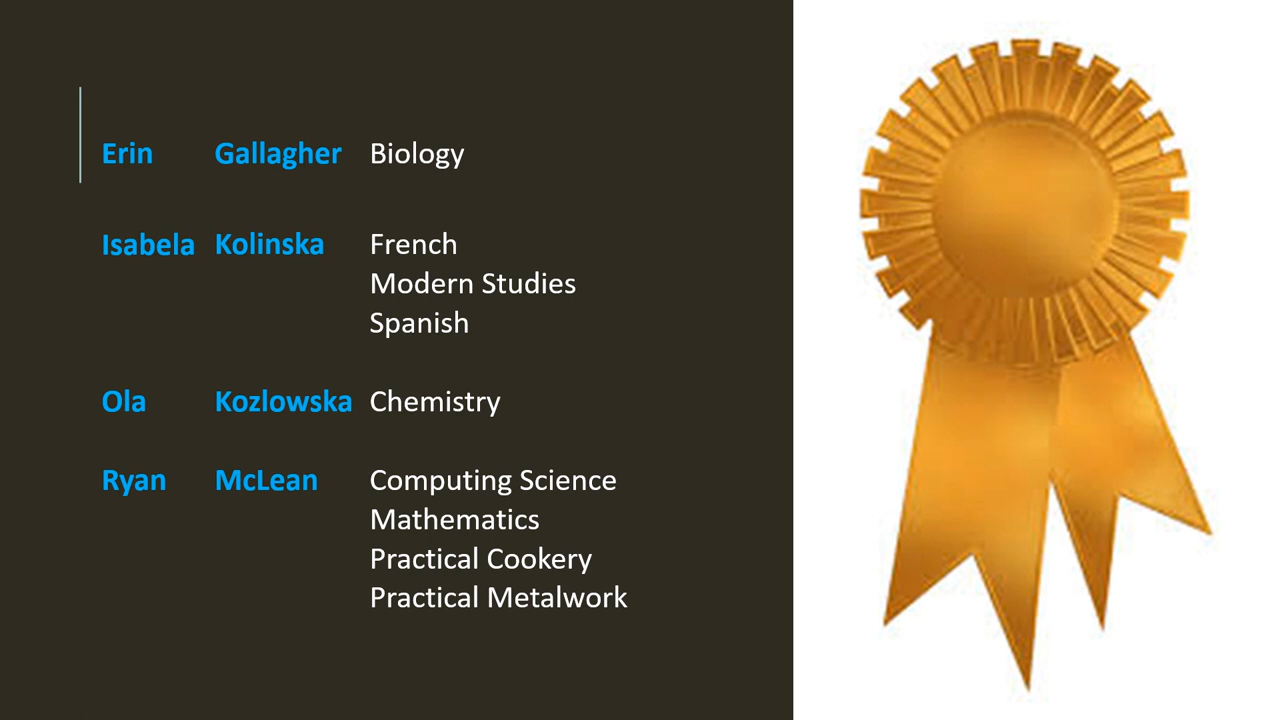 Erin Gallagher Biology
Isabela Kolinska French
Modern Studies
Spanish
Ola Kozlowska Chemistry
Ryan McLean Computing Science
Mathematics
Practical Cookery
Practical Metalwork